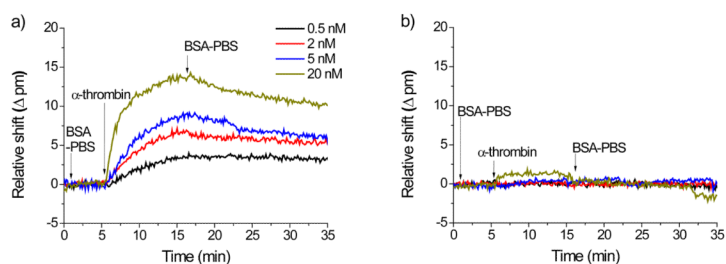 a)
20
15
10
5
0
-5
Relative shift (Δ pm)
0 5 10 15 20 25 30 35
Time (min)
BSA
-PBS
α-thrombin
BSA-PBS
0.5 nM
2 nM
5 nM
20 nM
b)
20
15
10
5
0
-5
Relative shift (Δ pm)
0 5 10 15 20 25 30 35
Time (min)
BSA-PBS
α-thrombin
BSA-PBS